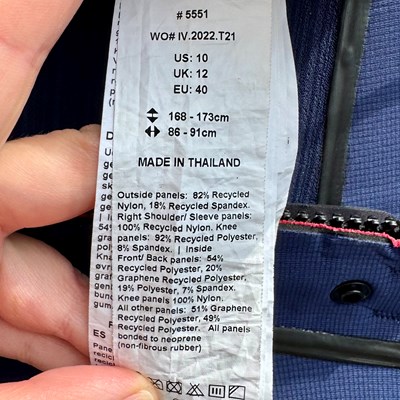 # 5551
WO# IV.2022.T21
US: 10
UK: 12
EU: 40
168 - 173cm
86 - 91cm
MADE IN THAILAND
Outside panels: 82% Recycled
Nylon, 18% Recycled Spandex.
Right Shoulder/ Sleeve panels:
100% Recycled Nylon. Knee
panels: 92% Recycled Polyester,
8% Spandex. | Inside
Front/ Back panels: 54%
Recycled Polyester, 20%
Graphene Recycled Polyester,
19% Polyester, 7% Spandex.
Knee panels 100% Nylon.
All other panels: 51% Graphene
Recycled Polyester, 49%
Recycled Polyester. All panels
bonded to neoprene
(non-fibrous rubber)
ES